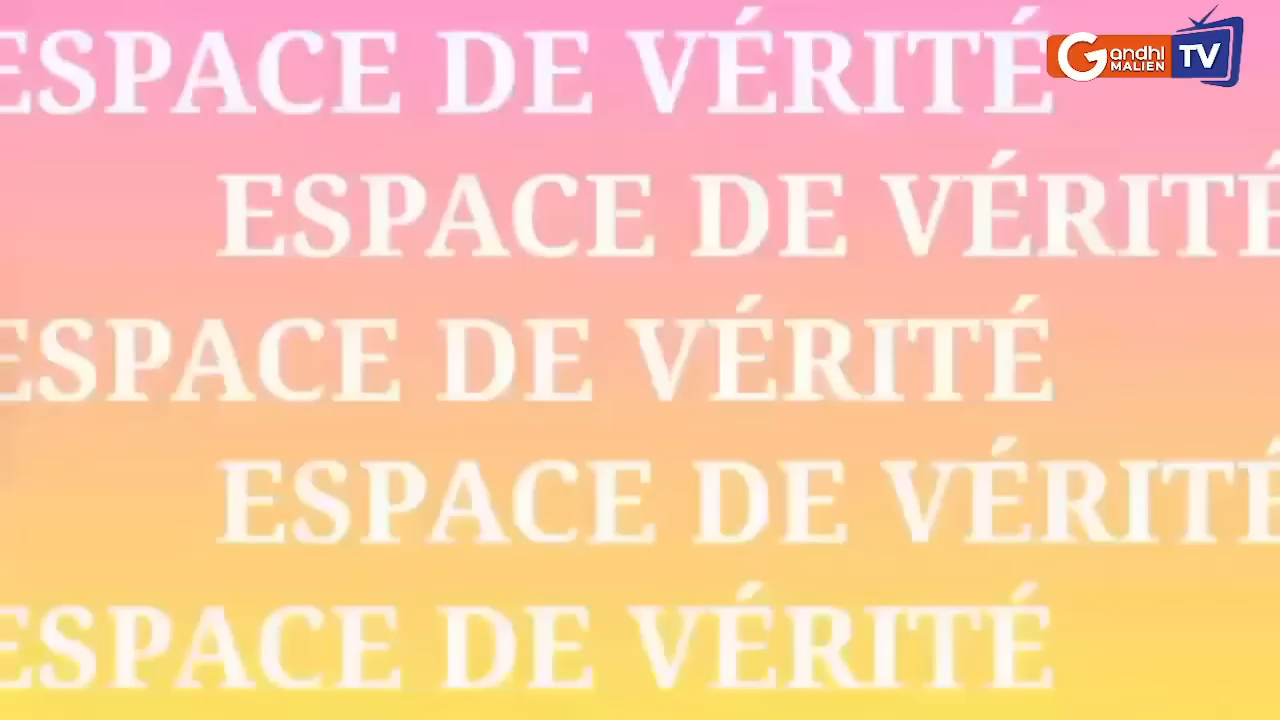 ESPACE DE VÉRITÉ
Gandhi
MALIEN
TV
ESPACE DE VÉRITÉ
ESPACE DE VÉRITÉ
ESPACE DE VÉRITÉ
ESPACE DE VÉRITÉ